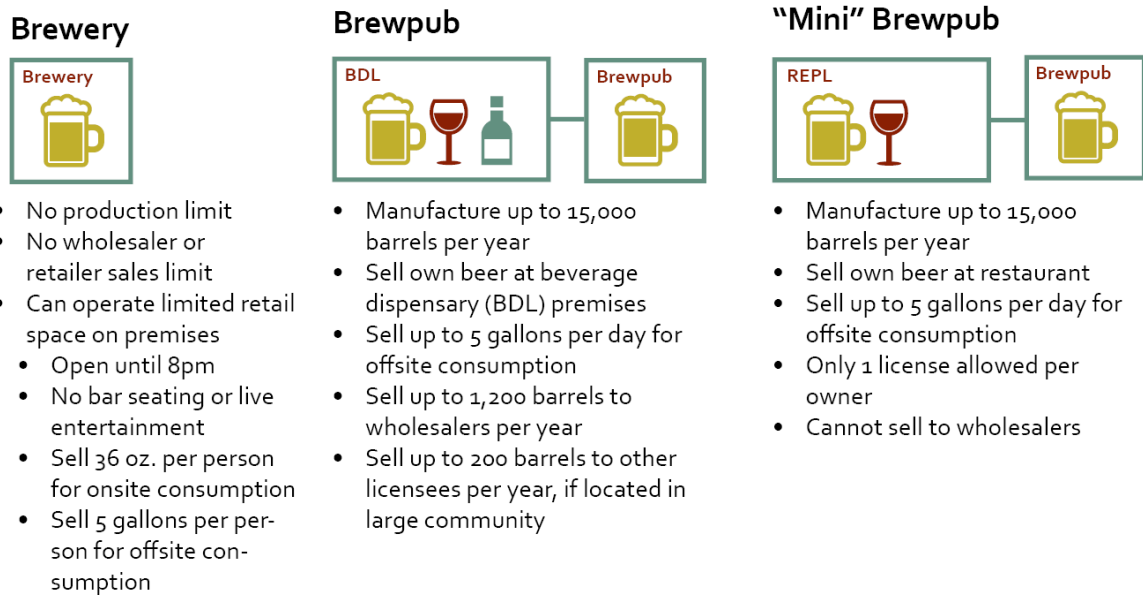 Brewery
Brewery
• No production limit
• No wholesaler or
retailer sales limit
• Can operate limited retail
space on premises
• Open until 8pm
• No bar seating or live
entertainment
• Sell 36 oz. per person
for onsite consumption
• Sell 5 gallons per per-
son for offsite con-
sumption
Brewpub
BDL
Brewpub
• Manufacture up to 15,000
barrels per year
• Sell own beer at beverage
dispensary (BDL) premises
• Sell up to 5 gallons per day for
offsite consumption
• Sell up to 1,200 barrels to
wholesalers per year
• Sell up to 200 barrels to other
licensees per year, if located in
large community
“Mini” Brewpub
REPL
Brewpub
• Manufacture up to 15,000
barrels per year
• Sell own beer at restaurant
• Sell up to 5 gallons per day for
offsite consumption
• Only 1 license allowed per
owner
• Cannot sell to wholesalers